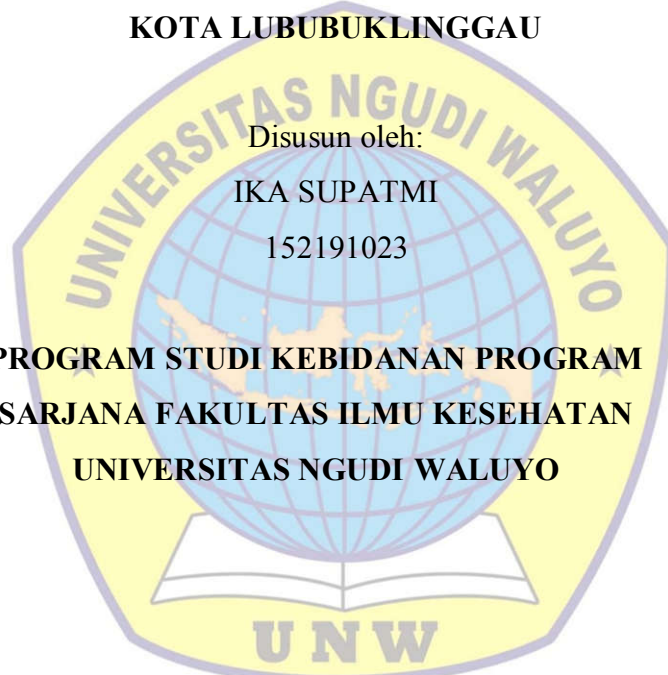 KOTA LUBUBUKLINGGAU
UNIVERSITAS NGUDI WALUYO
Disusun oleh:
IKA SUPATMI
152191023
PROGRAM STUDI KEBIDANAN PROGRAM
SARJANA FAKULTAS ILMU KESEHATAN
UNIVERSITAS NGUDI WALUYO
UNW